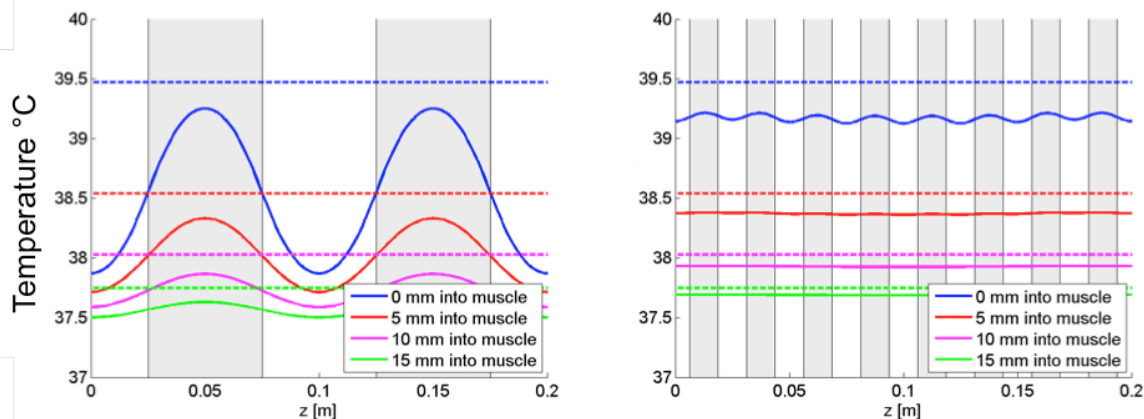 Temperature °C
40
39.5
39
38.5
38
37.5
37
0
0.05
0.1
0.15
0.2
z [m]
0 mm into muscle
5 mm into muscle
10 mm into muscle
15 mm into muscle
40
39.5
39
38.5
38
37.5
37
0
0.05
0.1
0.15
0.2
z [m]
0 mm into muscle
5 mm into muscle
10 mm into muscle
15 mm into muscle